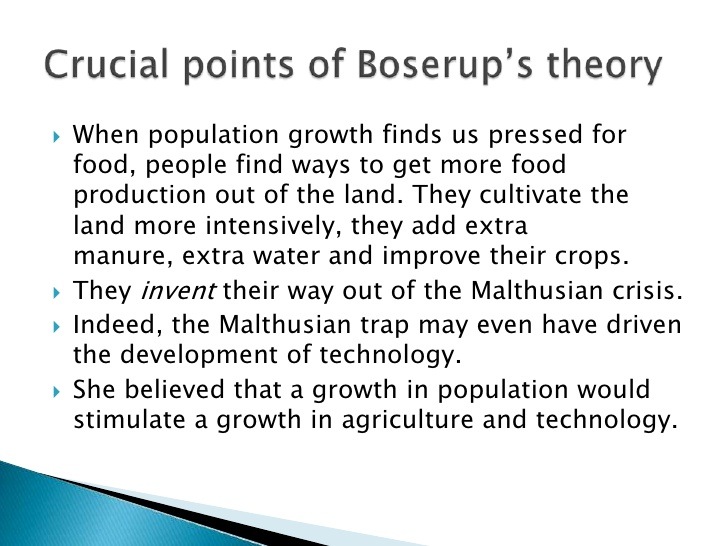 Crucial points of Boserup’s theory
When population growth finds us pressed for
food, people find ways to get more food
production out of the land. They cultivate the
land more intensively, they add extra
manure, extra water and improve their crops.
They invent their way out of the Malthusian crisis.
Indeed, the Malthusian trap may even have driven
the development of technology.
She believed that a growth in population would
stimulate a growth in agriculture and technology.